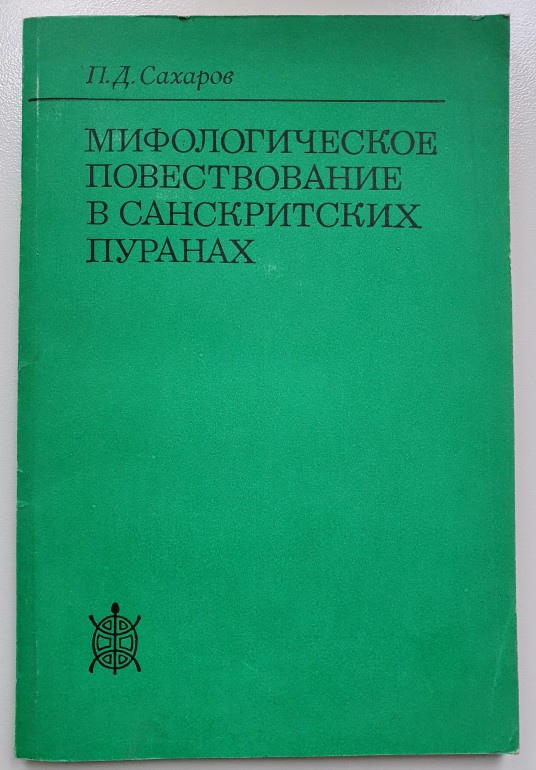 П. Д. Сахаров
МИФОЛОГИЧЕСКОЕ
ПОВЕСТВОВАНИЕ
В САНСКРИТСКИХ
ПУРАНАХ